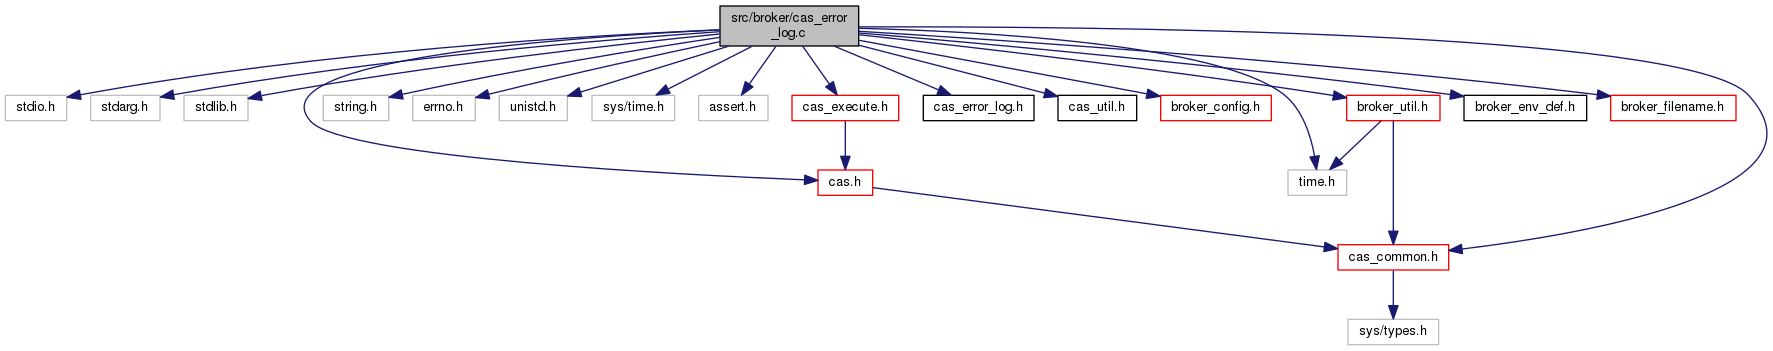 src/broker/cas_error
_log.c
stdio.h
stdarg.h
stdlib.h
string.h
errno.h
unistd.h
sys/time.h
assert.h
cas_execute.h
cas_error_log.h
cas_util.h
broker_config.h
broker_util.h
broker_env_def.h
broker_filename.h
cas.h
time.h
cas_common.h
sys/types.h